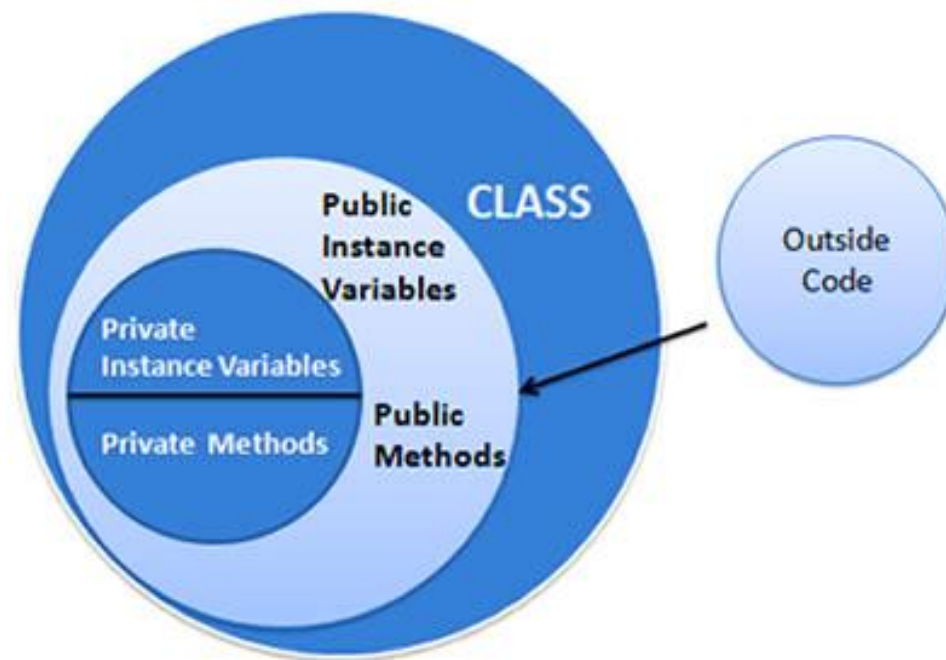 CLASS
Public
Instance
Variables
Outside
Code
Private
Instance Variables
Public
Methods
Private Methods